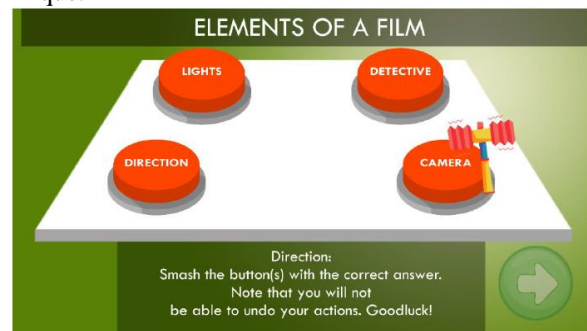 ELEMENTS OF A FILM
LIGHTS
DETECTIVE
DIRECTION
CAMERA
Direction:
Smash the button(s) with the correct answer.
Note that you will not
be able to undo your actions. Goodluck!